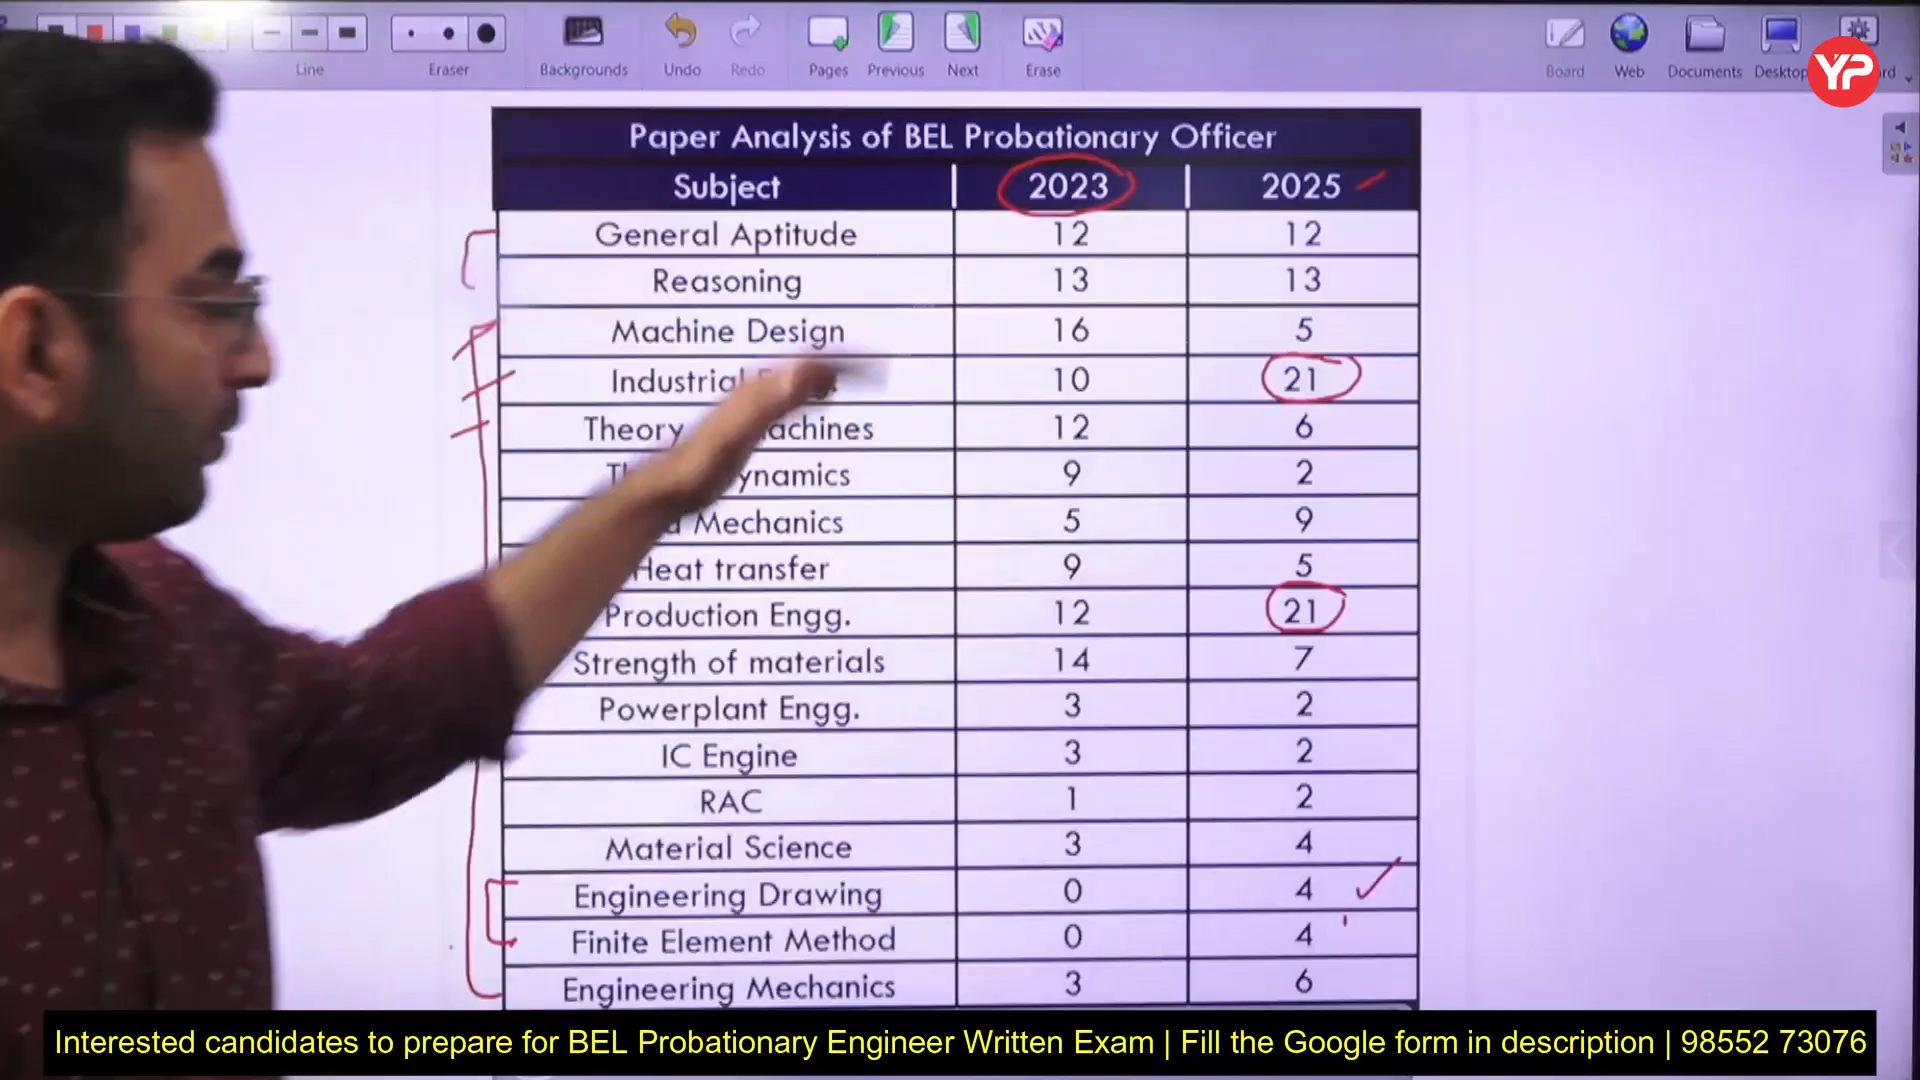 Line
Eraser
Backgrounds
Undo
Redo
Pages
Previous
Next
Erase
Board
Web
Documents
Desktop
YP
Paper Analysis of BEL Probationary Officer
Subject 2023 2025
General Aptitude 12 12
Reasoning 13 13
Machine Design 16 5
Industrial 10 21
Theory 12 6
9 2
Mechanics 5 9
Heat transfer 9 5
Production Engg. 12 21
Strength of materials 14 7
Powerplant Engg. 3 2
IC Engine 3 2
RAC 1 2
Material Science 3 4
Engineering Drawing 0 4
Finite Element Method 0 4
Engineering Mechanics 3 6
Interested candidates to prepare for BEL Probationary Engineer Written Exam | Fill the Google form in description | 98552 73076